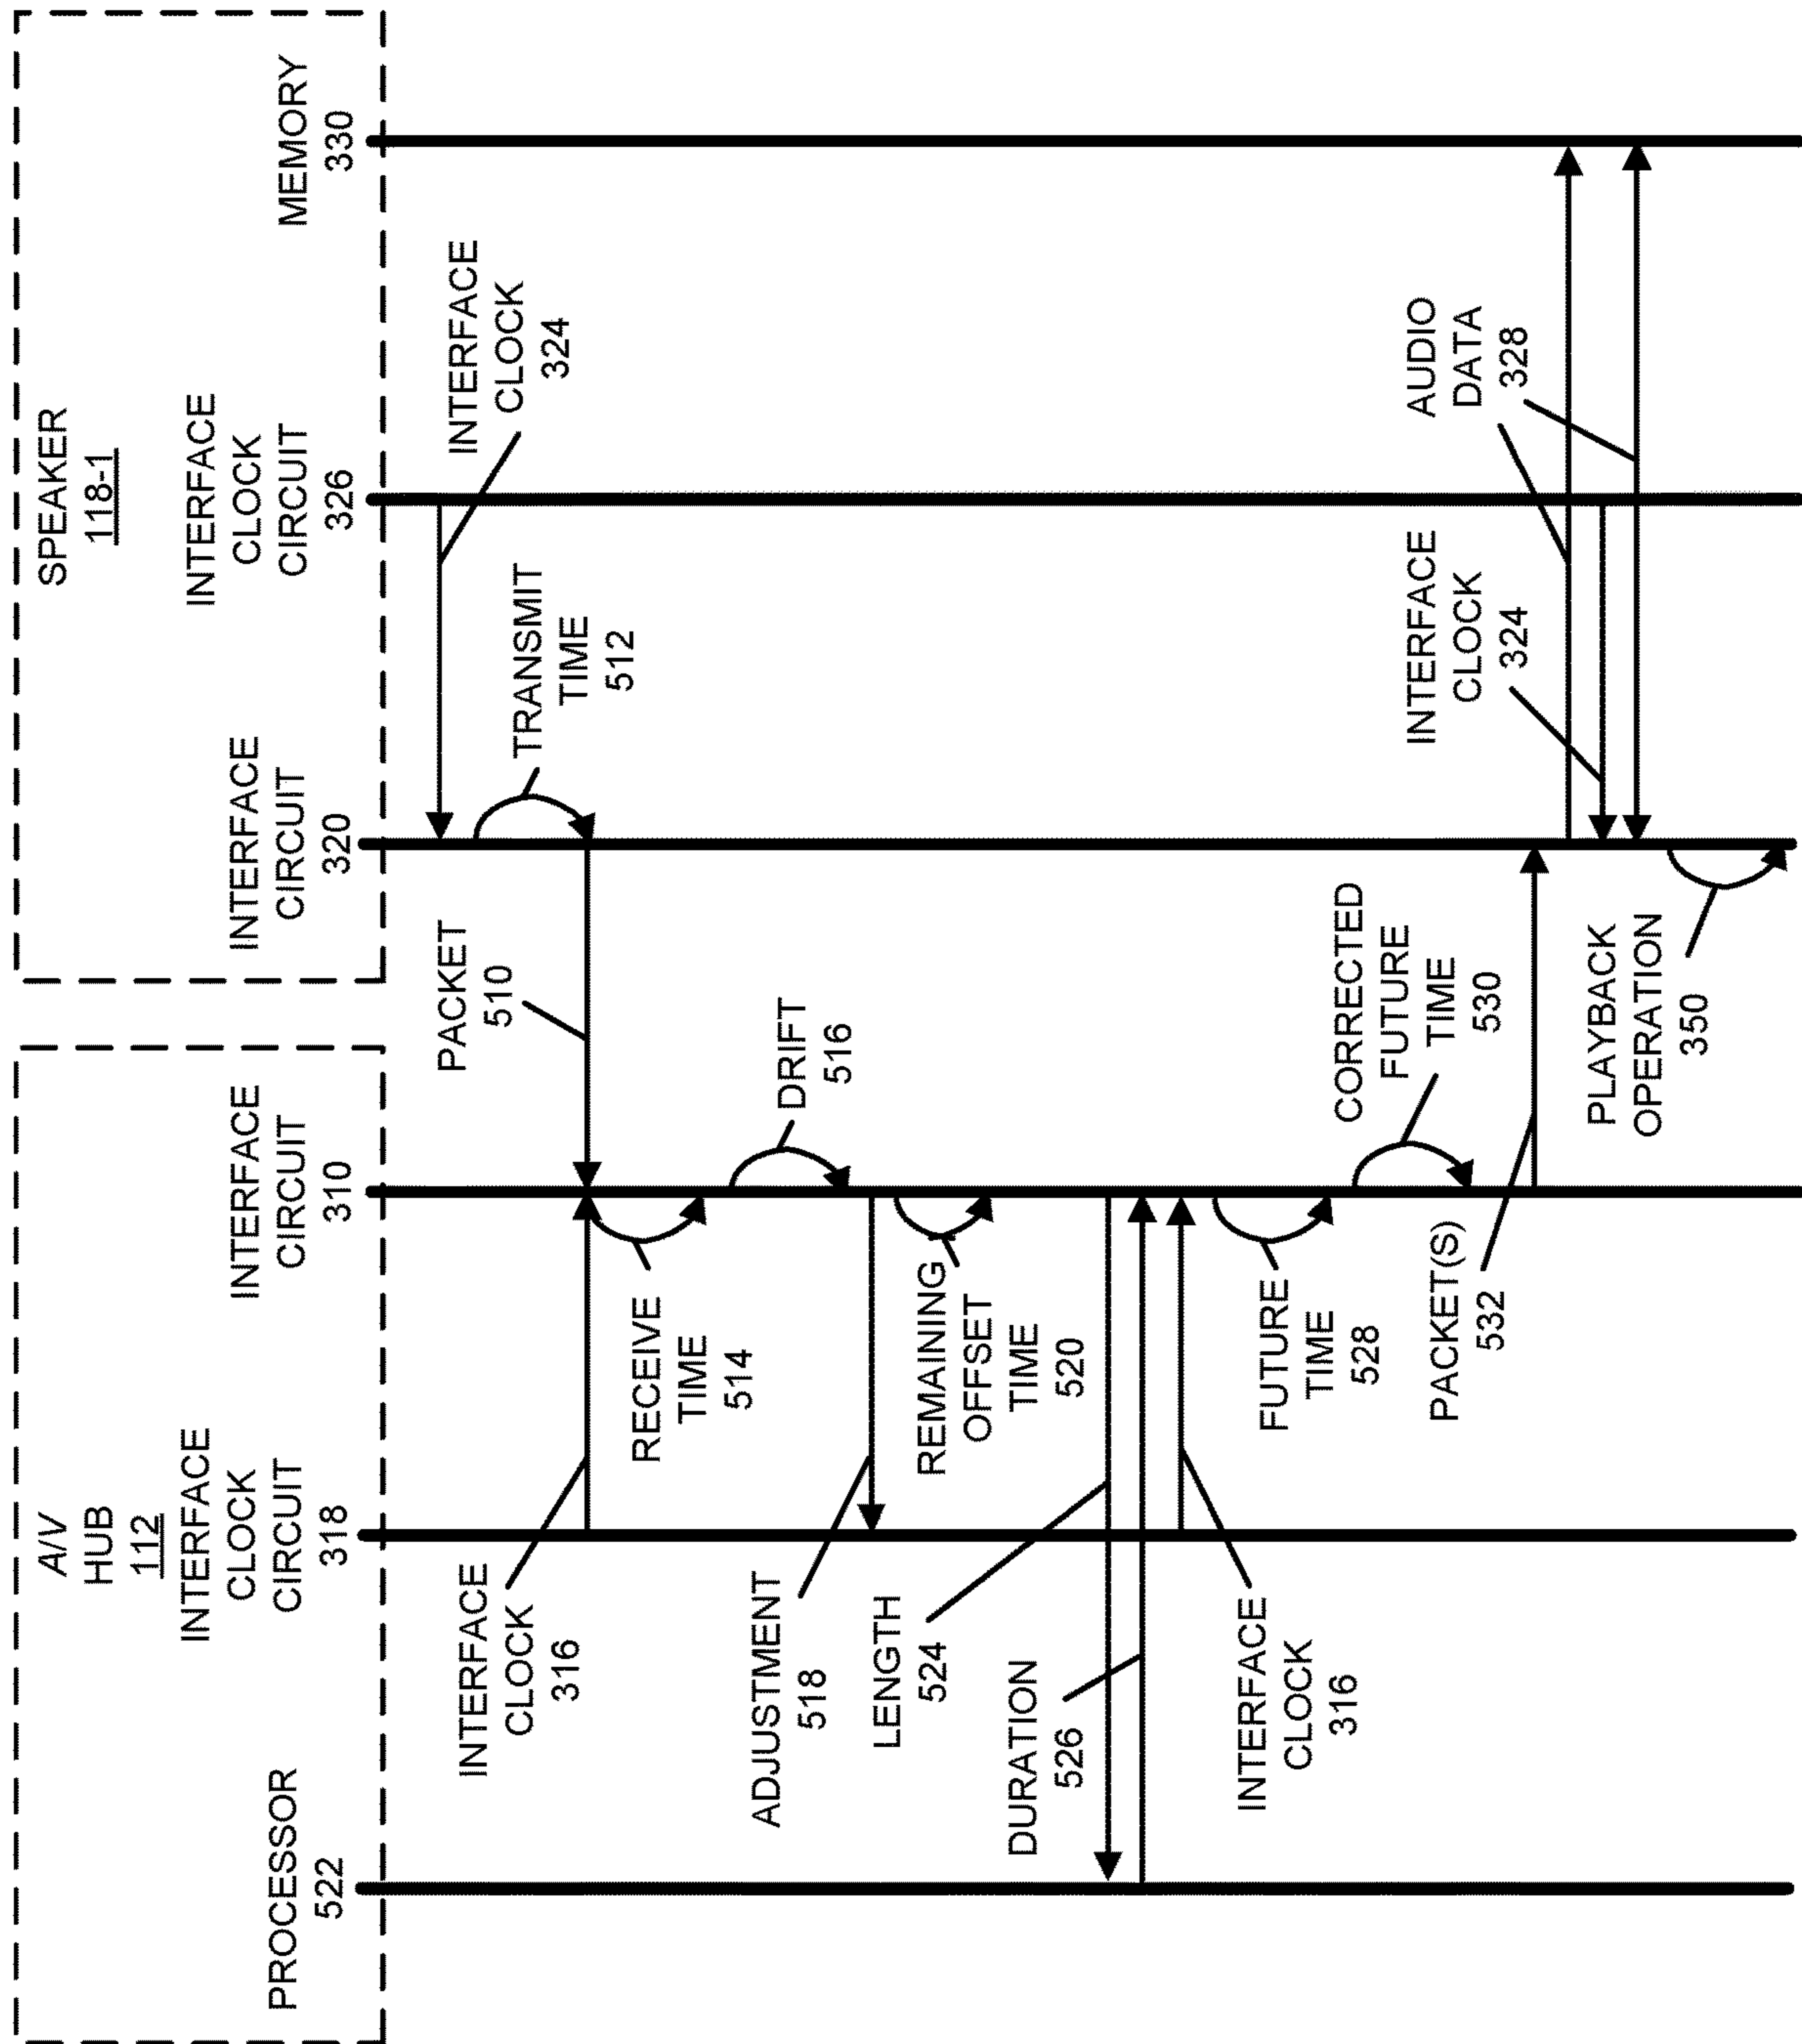 A/V
HUB
112
PROCESSOR
522
INTERFACE
CLOCK
CIRCUIT
318
INTERFACE
CIRCUIT
310
SPEAKER
118-1
INTERFACE
CIRCUIT
320
INTERFACE
CLOCK
CIRCUIT
326
MEMORY
330
INTERFACE
CLOCK
324
TRANSMIT
TIME
512
PACKET
510
INTERFACE
CLOCK
316
RECEIVE
TIME
514
DRIFT
516
ADJUSTMENT
518
REMAINING
OFFSET
TIME
520
LENGTH
524
DURATION
526
INTERFACE
CLOCK
316
FUTURE
TIME
528
CORRECTED
FUTURE
TIME
530
PACKET(S)
532
AUDIO
DATA
328
INTERFACE
CLOCK
324
PLAYBACK
OPERATION
350